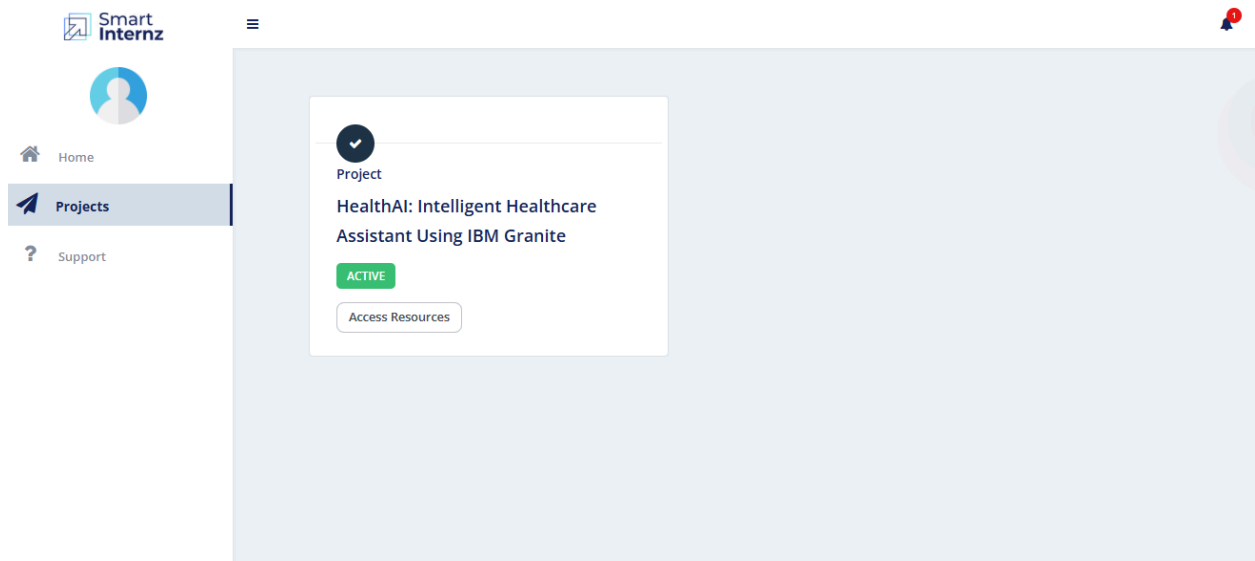 Smart
Internz
1
Home
Projects
? Support
Project
HealthAI: Intelligent Healthcare
Assistant Using IBM Granite
ACTIVE
Access Resources